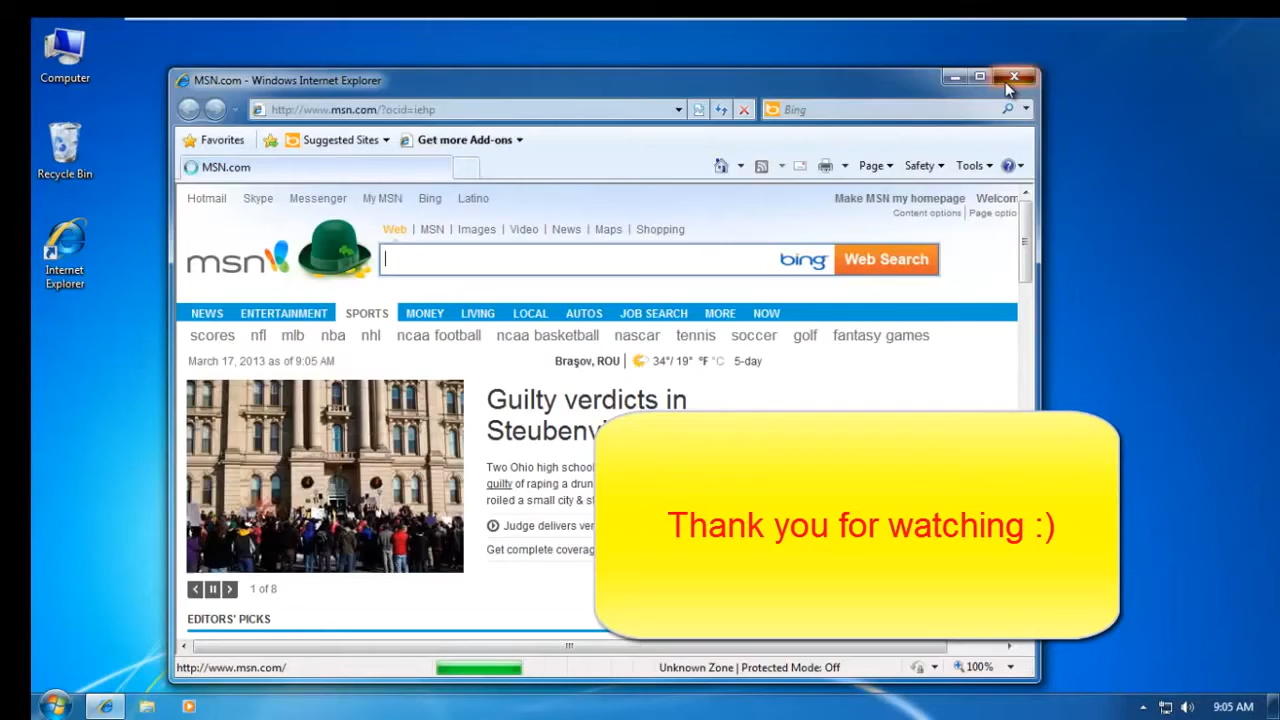 Computer
Recycle Bin
Internet
Explorer
MSN.com - Windows Internet Explorer
http://www.msn.com/?ocid=iehp
Bing
Favorites
Suggested Sites
Get more Add-ons
MSN.com
Page
Safety
Tools
Hotmail Skype Messenger My MSN Bing Latino
Make MSN my homepage Welcom
Content options | Page optio
msn
Web | MSN | Images | Video | News | Maps | Shopping
bing
Web Search
NEWS ENTERTAINMENT SPORTS MONEY LIVING LOCAL AUTOS JOB SEARCH MORE NOW
scores nfl mlb nba nhl ncaa football ncaa basketball nascar tennis soccer golf fantasy games
March 17, 2013 as of 9:05 AM
Braşov, ROU | 34°/ 19° °F °C 5-day
Guilty verdicts in
Steubenv
Two Ohio high schoo
guilty of raping a drun
roiled a small city & s
Judge delivers ver
Get complete coverag
1 of 8
EDITORS' PICKS
Thank you for watching :)
http://www.msn.com/
Unknown Zone | Protected Mode: Off
100%
9:05 AM